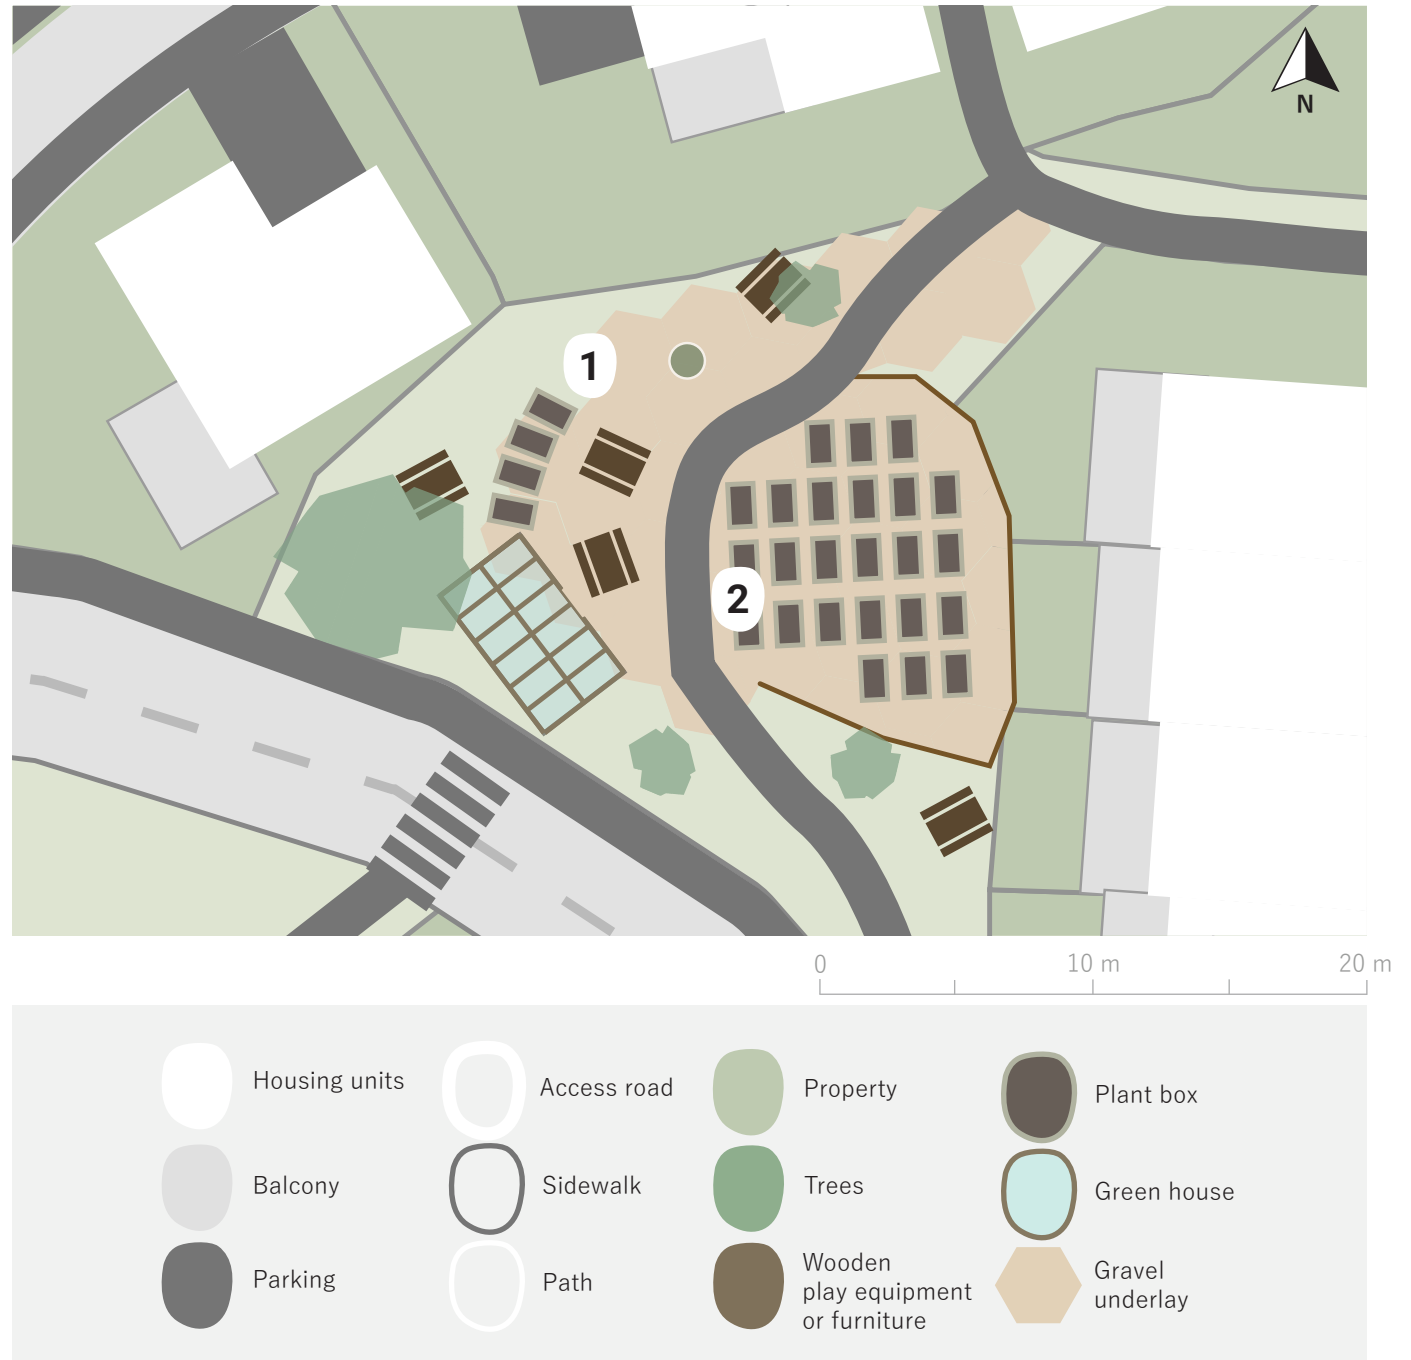 N
1
2
0 10 m 20 m
Housing units
Access road
Property
Plant box
Balcony
Sidewalk
Trees
Green house
Parking
Path
Wooden
play equipment
or furniture
Gravel
underlay